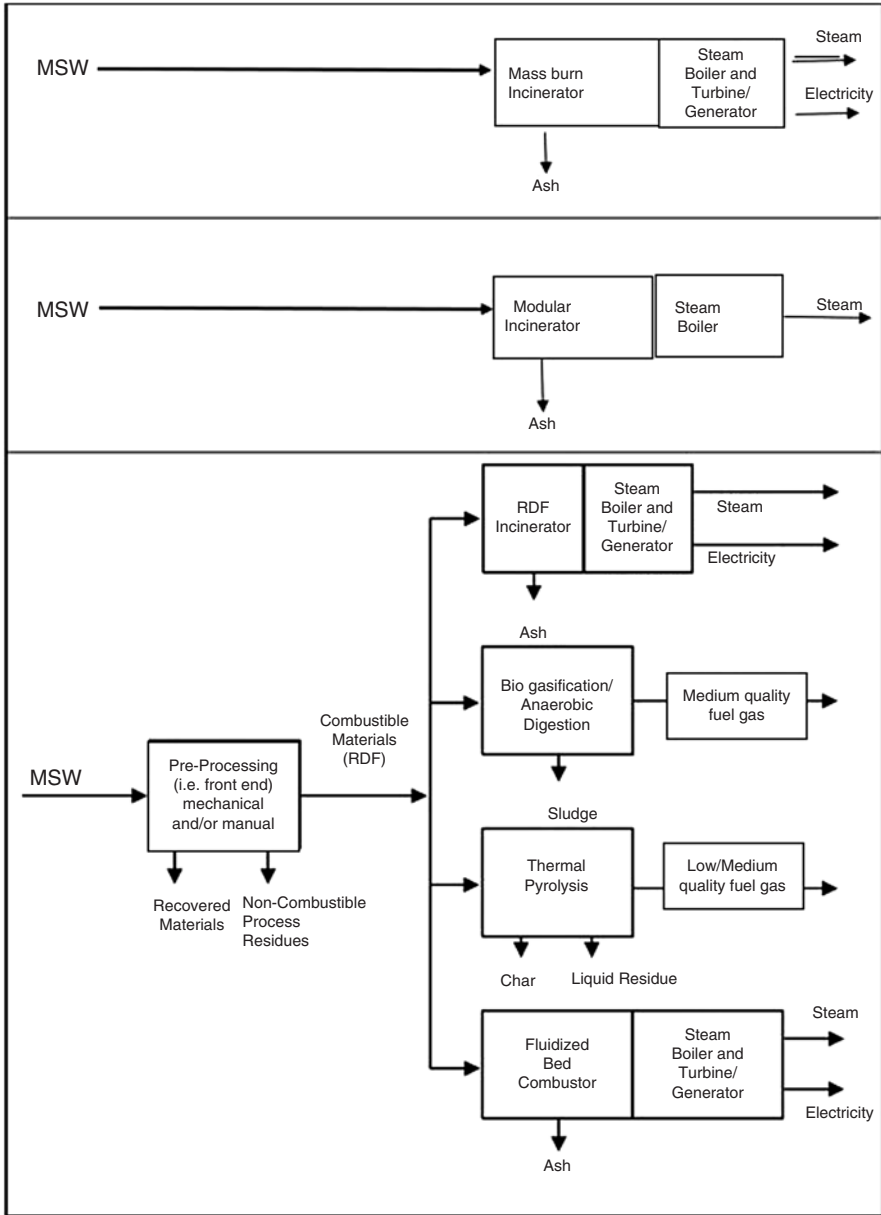 MSW
Mass burn
Incinerator
Steam
Boiler and
Turbine/
Generator
Steam
Electricity
Ash
MSW
Modular
Incinerator
Steam
Boiler
Steam
Ash
RDF
Incinerator
Steam
Boiler and
Turbine/
Generator
Steam
Electricity
Ash
Bio gasification/
Anaerobic
Digestion
Medium quality
fuel gas
Sludge
MSW
Pre-Processing
(i.e. front end)
mechanical
and/or manual
Combustible
Materials
(RDF)
Recovered
Materials
Non-Combustible
Process
Residues
Thermal
Pyrolysis
Low/Medium
quality fuel gas
Char
Liquid Residue
Fluidized
Bed
Combustor
Steam
Boiler and
Turbine/
Generator
Steam
Electricity
Ash